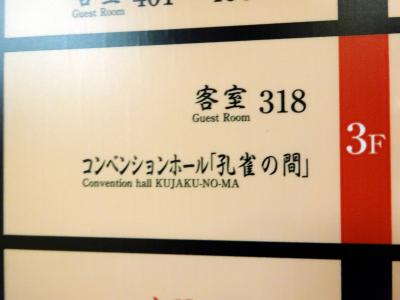 Guest Room
客室 318
Guest Room
3F
コンベンションホール「孔雀の間」
Convention hall KUJAKU-NO-MA